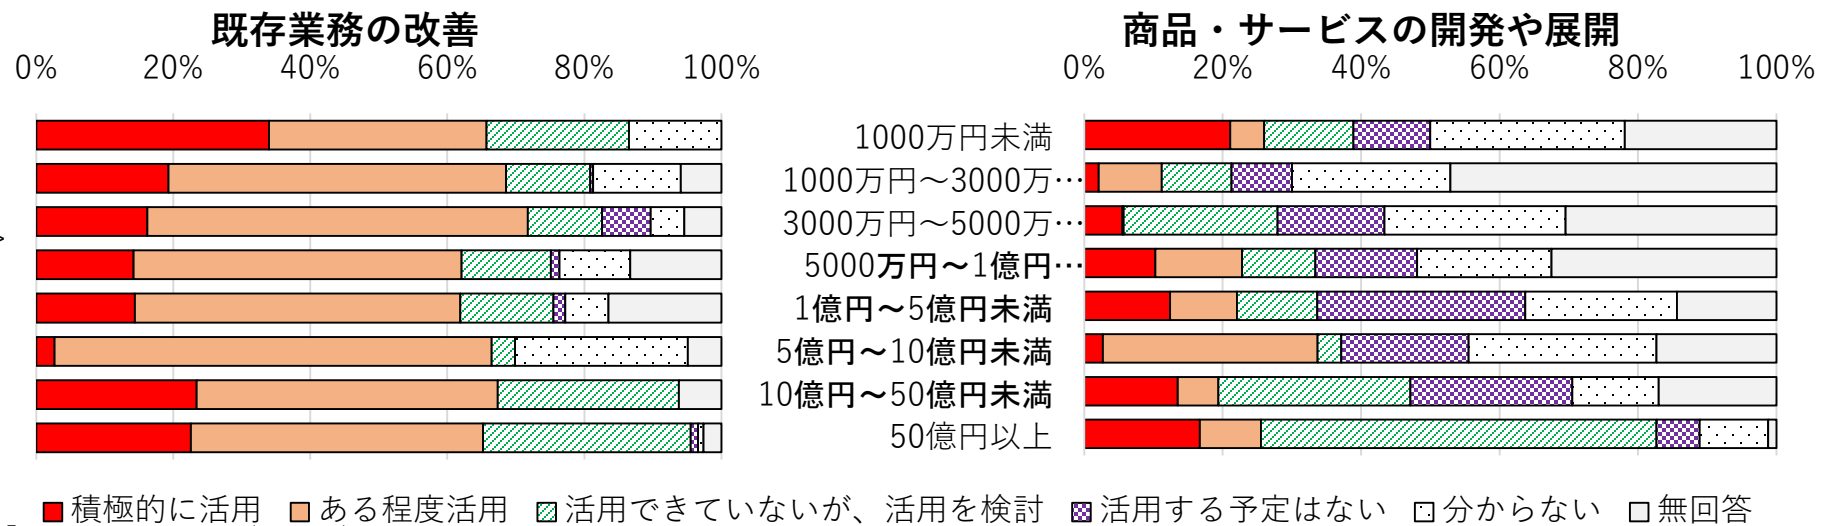 既存業務の改善
0% 20% 40% 60% 80% 100%
商品・サービスの開発や展開
0% 20% 40% 60% 80% 100%
1000万円未満
1000万円～3000万…
3000万円～5000万…
5000万円～1億円…
1億円～5億円未満
5億円～10億円未満
10億円～50億円未満
50億円以上
積極的に活用 ある程度活用 活用できていないが、活用を検討 活用する予定はない 分からない 無回答